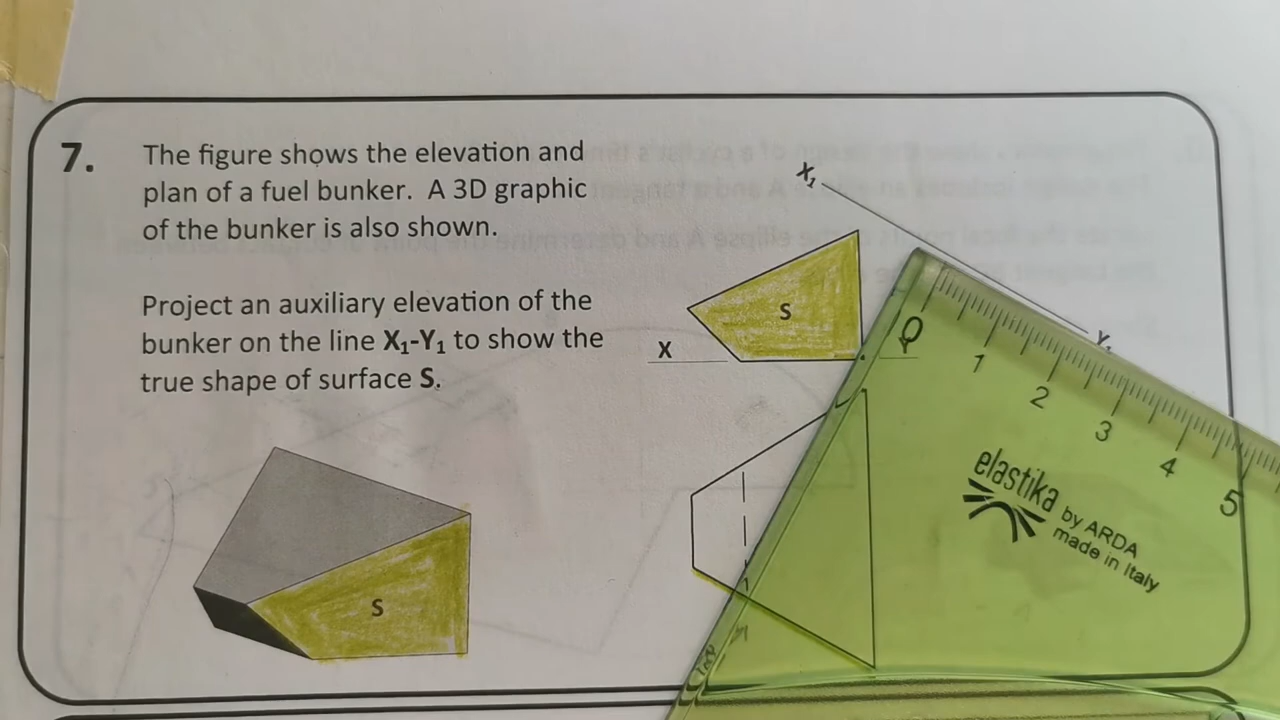 7. The figure shows the elevation and
plan of a fuel bunker. A 3D graphic
of the bunker is also shown.
Project an auxiliary elevation of the
bunker on the line X₁-Y₁ to show the
true shape of surface S.
X₁
S
X
Y₁
S
1
2
3
4
5
elastika
by ARDA
made in Italy